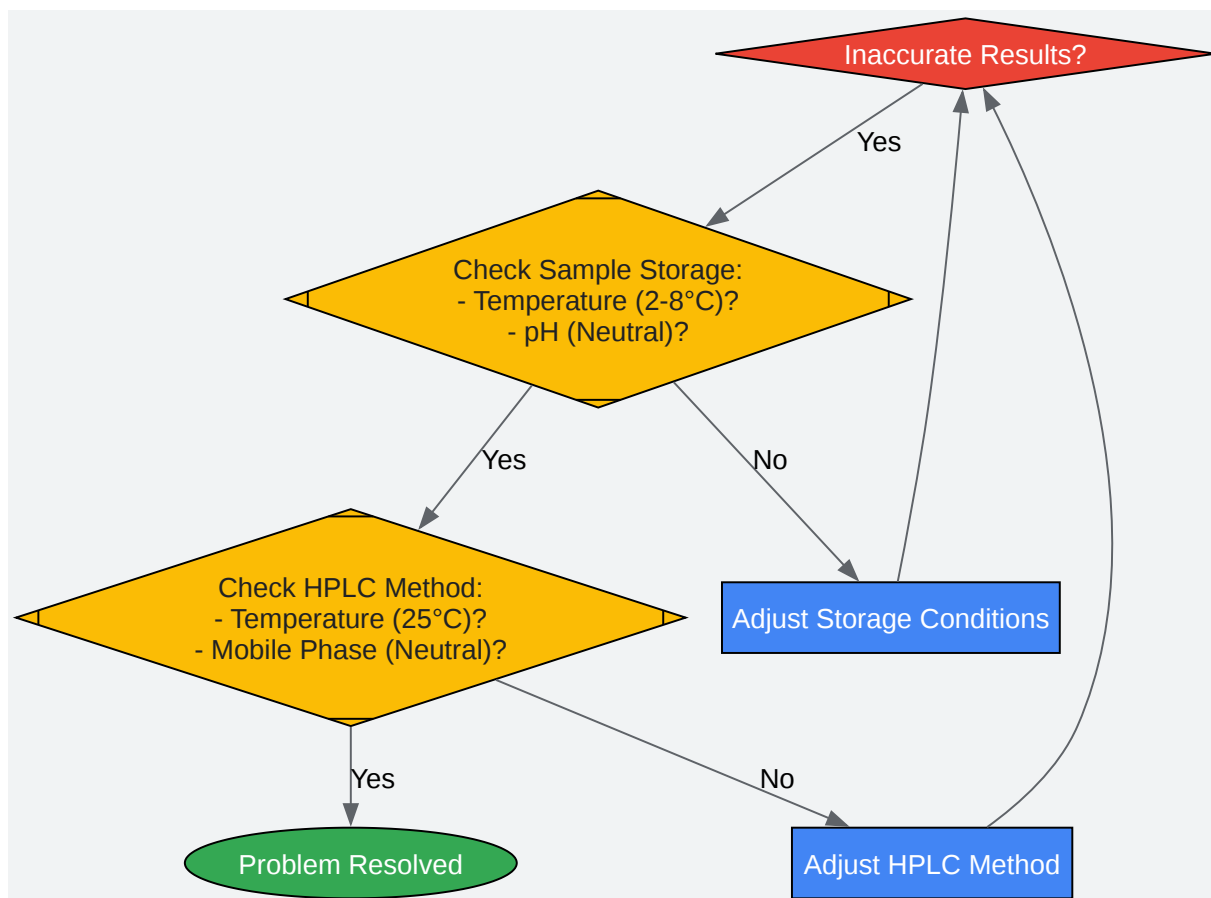 Inaccurate Results?
Yes
Check Sample Storage:
- Temperature (2-8°C)?
- pH (Neutral)?
Yes
No
Check HPLC Method:
- Temperature (25°C)?
- Mobile Phase (Neutral)?
Adjust Storage Conditions
Yes
No
Problem Resolved
Adjust HPLC Method